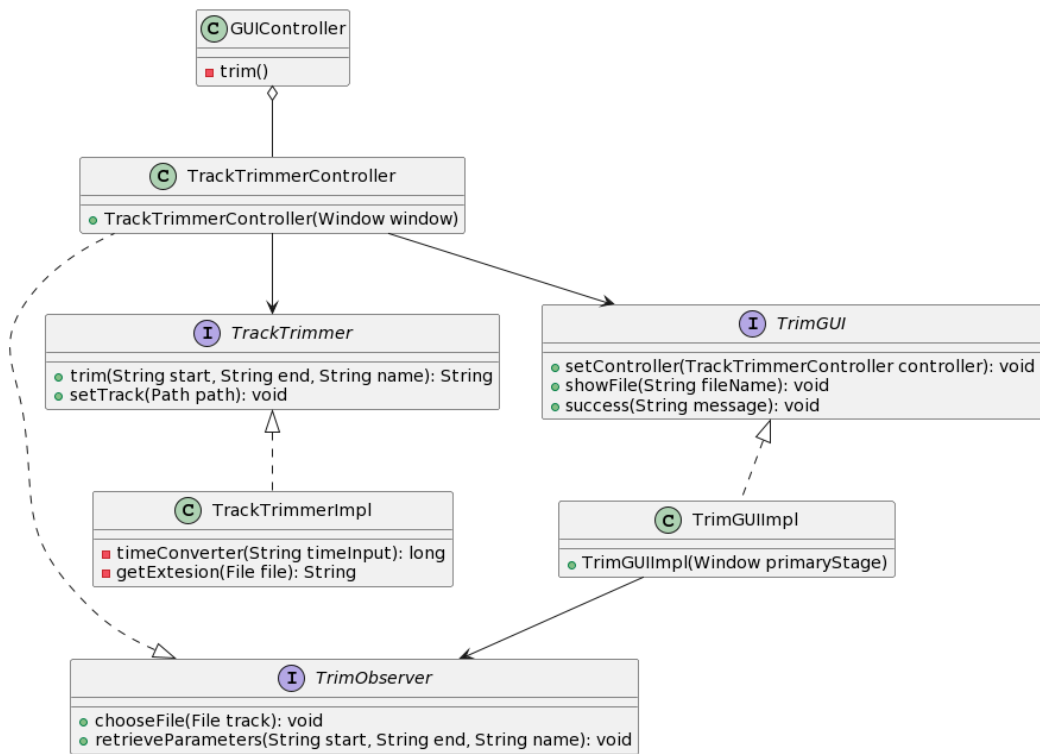 C GUIController
trim()
C TrackTrimmerController
TrackTrimmerController(Window window)
I TrackTrimmer
trim(String start, String end, String name): String
setTrack(Path path): void
I TrimGUI
setController(TrackTrimmerController controller): void
showFile(String fileName): void
success(String message): void
C TrackTrimmerImpl
timeConverter(String timeInput): long
getExtesion(File file): String
C TrimGUIImpl
TrimGUIImpl(Window primaryStage)
I TrimObserver
chooseFile(File track): void
retrieveParameters(String start, String end, String name): void